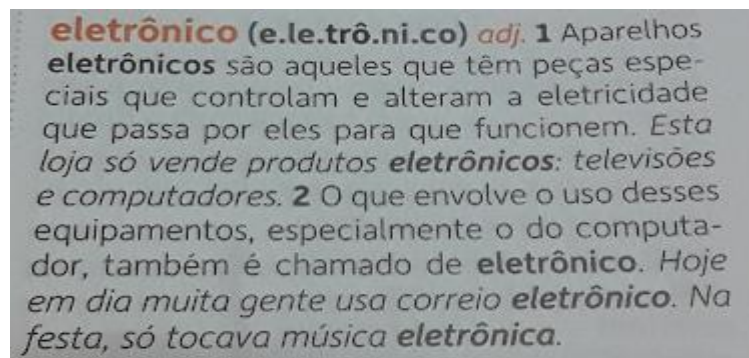 eletrônico (e.le.trô.ni.co) adj. 1 Aparelhos
eletrônicos são aqueles que têm peças espe-
ciais que controlam e alteram a eletricidade
que passa por eles para que funcionem. Esta
loja só vende produtos eletrônicos: televisões
e computadores. 2 O que envolve o uso desses
equipamentos, especialmente o do computa-
dor, também é chamado de eletrônico. Hoje
em dia muita gente usa correio eletrônico. Na
festa, só tocava música eletrônica.